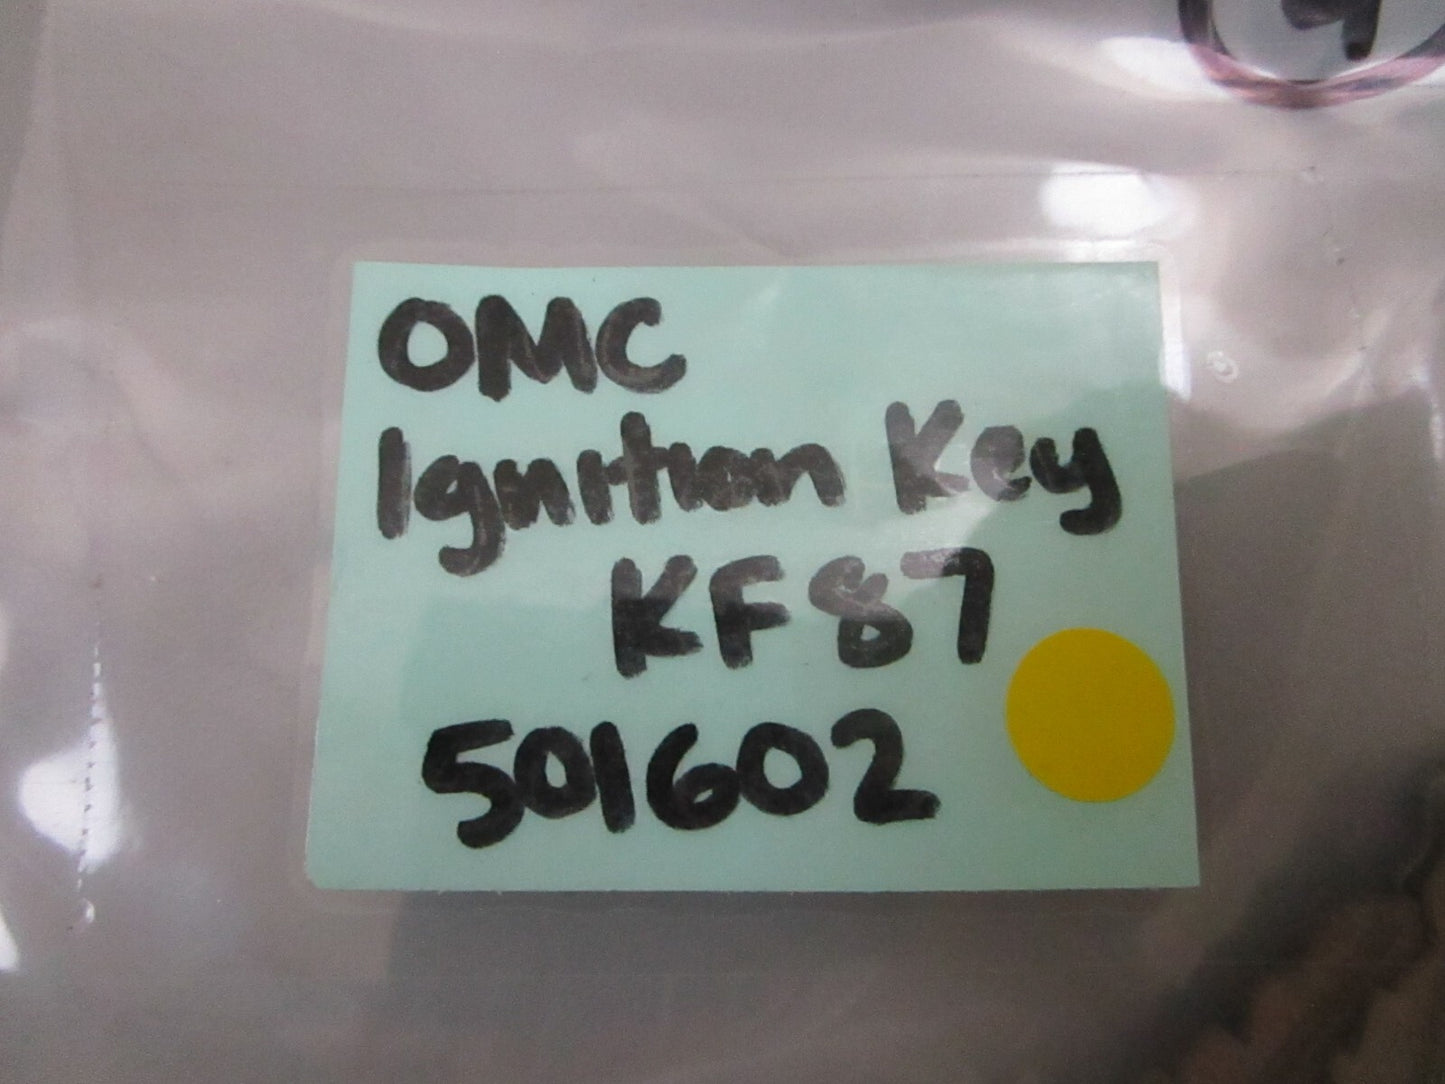 OMC
Ignition Key
KF87
501602